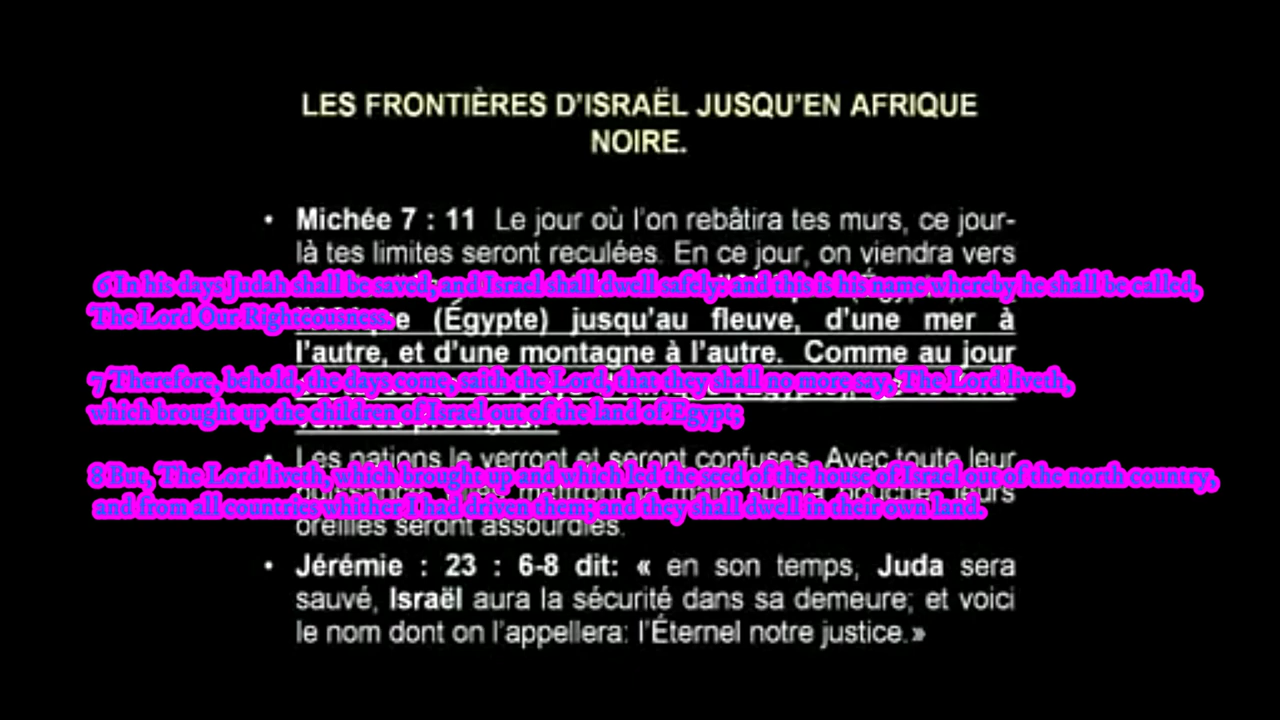 LES FRONTIÈRES D'ISRAËL JUSQU'EN AFRIQUE
NOIRE.
• Michée 7 : 11 Le jour où l'on rebâtira tes murs, ce jour-
là tes limites seront reculées. En ce jour, on viendra vers
6 In his days Judah shall be saved, and Israel shall dwell safely: and this is his name whereby he shall be called,
The Lord Our Righteousness.
(Égypte) jusqu'au fleuve, d'une mer à
l'autre, et d'une montagne à l'autre. Comme au jour
7 Therefore, behold, the days come, saith the Lord, that they shall no more say, The Lord liveth,
which brought up the children of Israel out of the land of Egypt;
• Les nations le verront et seront confuses, Avec toute leur
8 But, The Lord liveth, which brought up and which led the seed of the house of Israel out of the north country,
and from all countries whither I had driven them; and they shall dwell in their own land.
oreilles seront assourdies.
• Jérémie : 23 : 6-8 dit: « en son temps, Juda sera
sauvé, Israël aura la sécurité dans sa demeure; et voici
le nom dont on l'appellera: l'Éternel notre justice.»